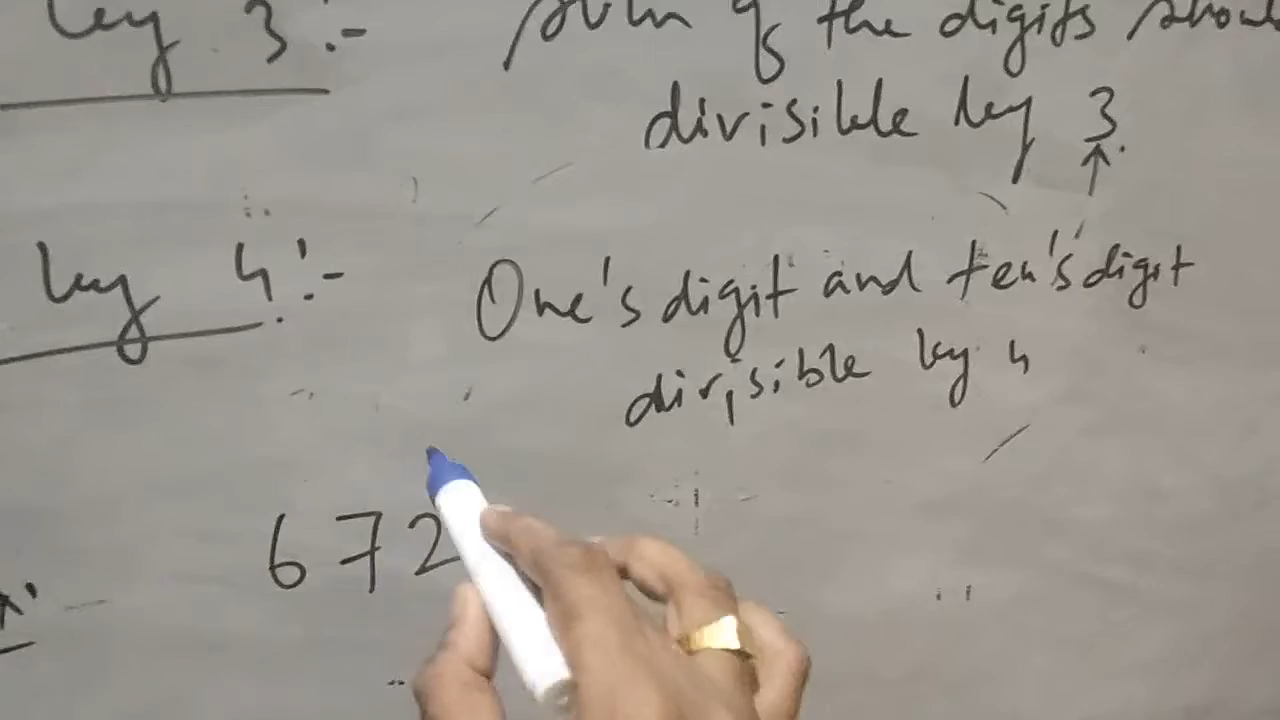 by 3 :- sum of the digits shoul
divisible by 3.
by 4 :- One's digit and ten's digit
divisible by 4
672